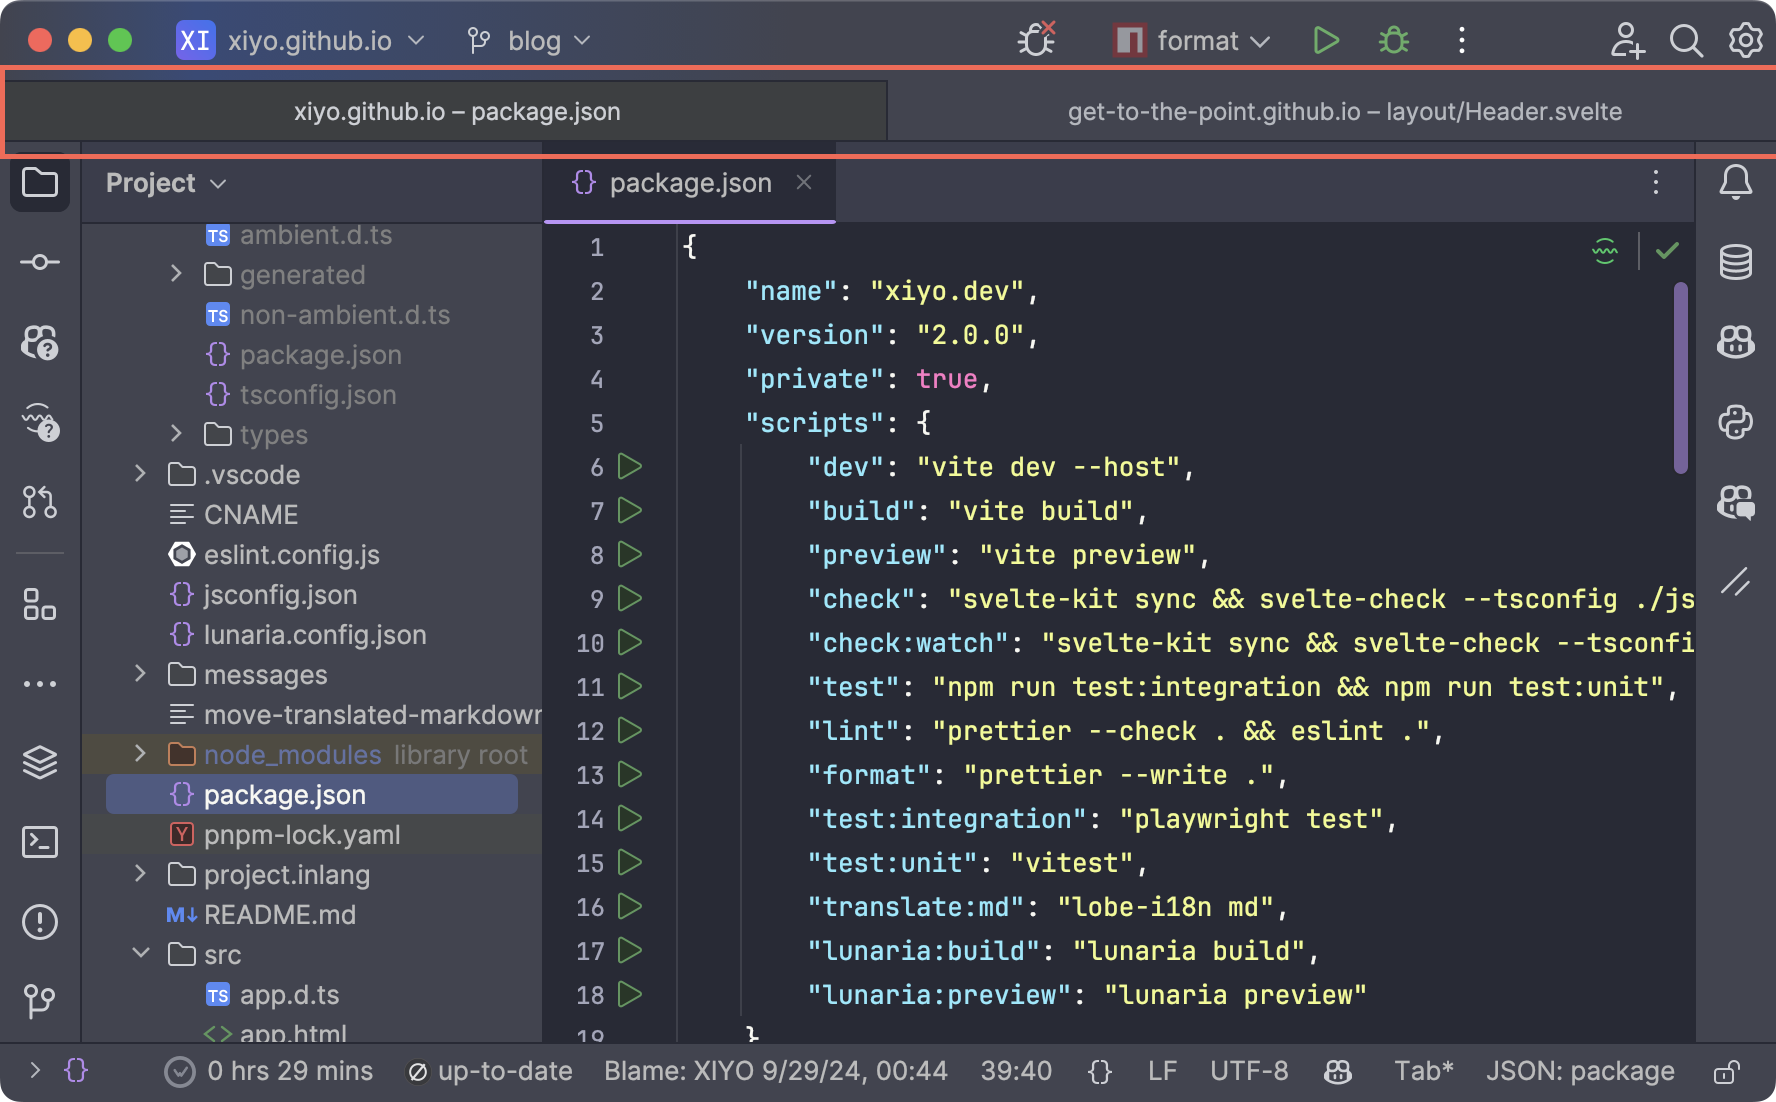 XI xiyo.github.io blog format
xiyo.github.io – package.json get-to-the-point.github.io – layout/Header.svelte
Project
TS ambient.d.ts
generated
TS non-ambient.d.ts
{} package.json
{} tsconfig.json
types
.vscode
CNAME
eslint.config.js
{} jsconfig.json
{} lunaria.config.json
messages
move-translated-markdown
node_modules library root
{} package.json
Y pnpm-lock.yaml
project.inlang
M↓ README.md
src
TS app.d.ts
<> app.html
{} package.json
1 {
2 "name": "xiyo.dev",
3 "version": "2.0.0",
4 "private": true,
5 "scripts": {
6 "dev": "vite dev --host",
7 "build": "vite build",
8 "preview": "vite preview",
9 "check": "svelte-kit sync && svelte-check --tsconfig ./js
10 "check:watch": "svelte-kit sync && svelte-check --tsconfi
11 "test": "npm run test:integration && npm run test:unit",
12 "lint": "prettier --check . && eslint .",
13 "format": "prettier --write .",
14 "test:integration": "playwright test",
15 "test:unit": "vitest",
16 "translate:md": "lobe-i18n md",
17 "lunaria:build": "lunaria build",
18 "lunaria:preview": "lunaria preview"
19 }
{} 0 hrs 29 mins up-to-date Blame: XIYO 9/29/24, 00:44 39:40 {} LF UTF-8 Tab* JSON: package